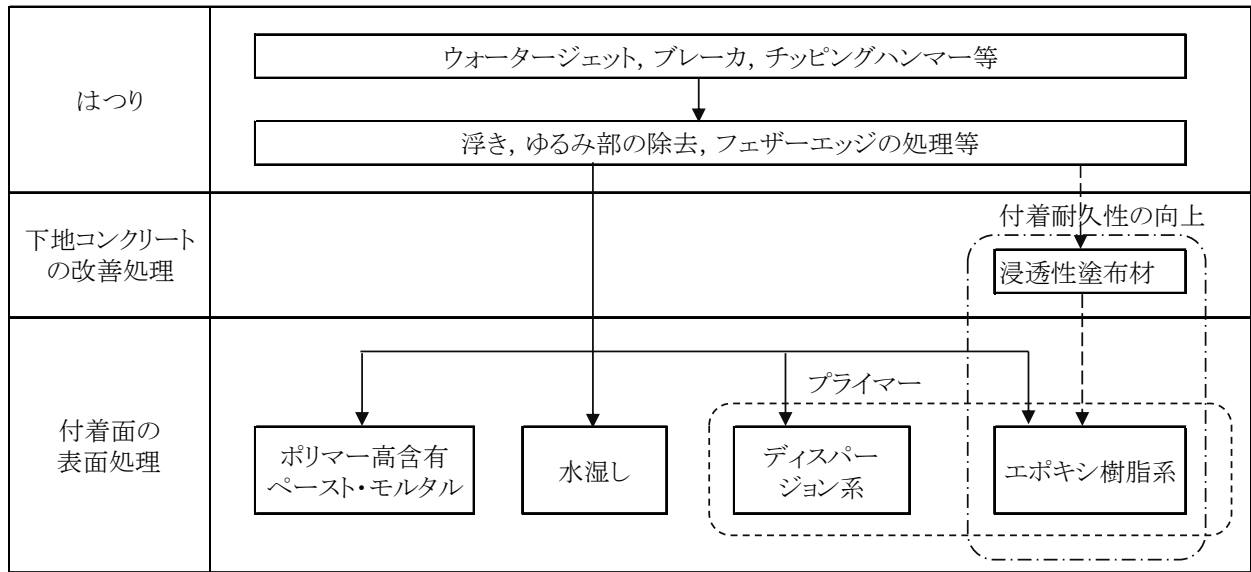 はつり
ウォータージェット, ブレーカ, チッピングハンマー等
浮き, ゆるみ部の除去, フェザーエッジの処理等
下地コンクリート
の改善処理
付着耐久性の向上
浸透性塗布材
付着面の
表面処理
プライマー
ポリマー高含有
ペースト・モルタル
水湿し
ディスパー
ジョン系
エポキシ樹脂系